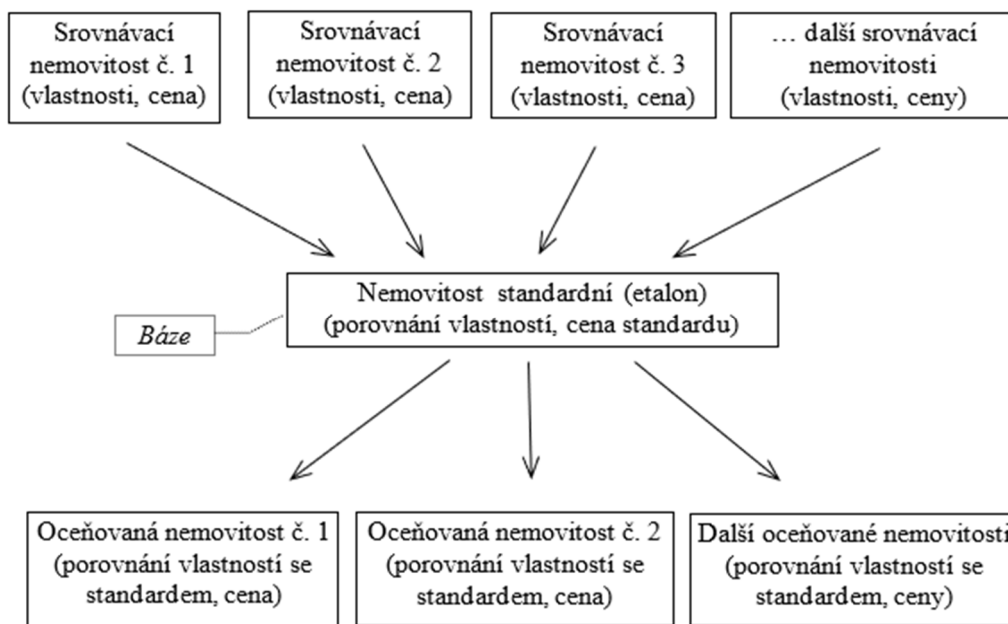 Srovnávací
nemovitost č. 1
(vlastnosti, cena)
Srovnávací
nemovitost č. 2
(vlastnosti, cena)
Srovnávací
nemovitost č. 3
(vlastnosti, cena)
… další srovnávací
nemovitosti
(vlastnosti, ceny)
Nemovitost standardní (etalon)
(porovnání vlastností, cena standardu)
Báze
Oceňovaná nemovitost č. 1
(porovnání vlastností se
standardem, cena)
Oceňovaná nemovitost č. 2
(porovnání vlastností se
standardem, cena)
Další oceňované nemovitosti
(porovnání vlastností se
standardem, ceny)